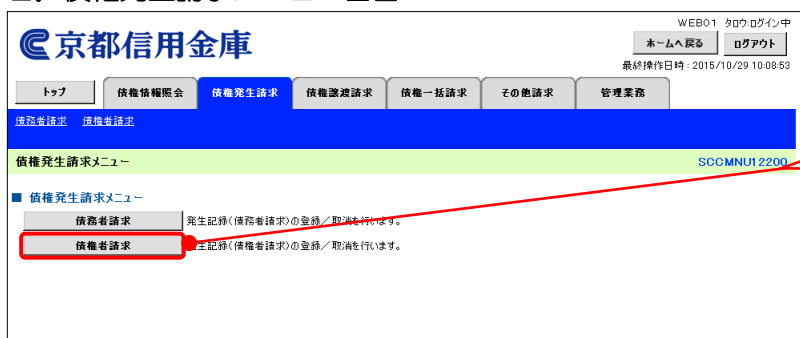 WEB01 タロウ:ログイン中
京都信用金庫
ホームへ戻る ログアウト
最終操作日時：2015/10/29 10:08:53
トップ 債権情報照会 債権発生請求 債権譲渡請求 債権一括請求 その他請求 管理業務
債務者請求 債権者請求
債権発生請求メニュー SCCMNU12200
■ 債権発生請求メニュー
債務者請求 発生記録（債務者請求）の登録／取消を行います。
債権者請求 生記録（債権者請求）の登録／取消を行います。